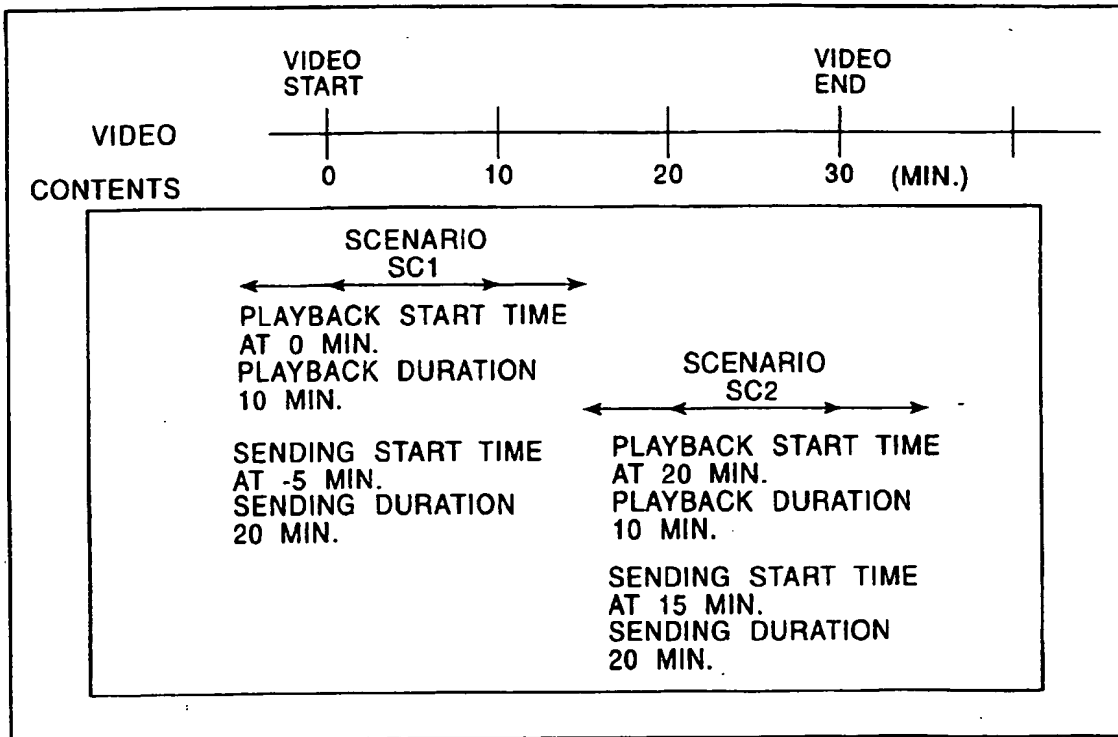 VIDEO START
VIDEO END
VIDEO
CONTENTS
0 10 20 30 (MIN.)
SCENARIO
SC1
PLAYBACK START TIME
AT 0 MIN.
PLAYBACK DURATION
10 MIN.
SENDING START TIME
AT -5 MIN.
SENDING DURATION
20 MIN.
SCENARIO
SC2
PLAYBACK START TIME
AT 20 MIN.
PLAYBACK DURATION
10 MIN.
SENDING START TIME
AT 15 MIN.
SENDING DURATION
20 MIN.